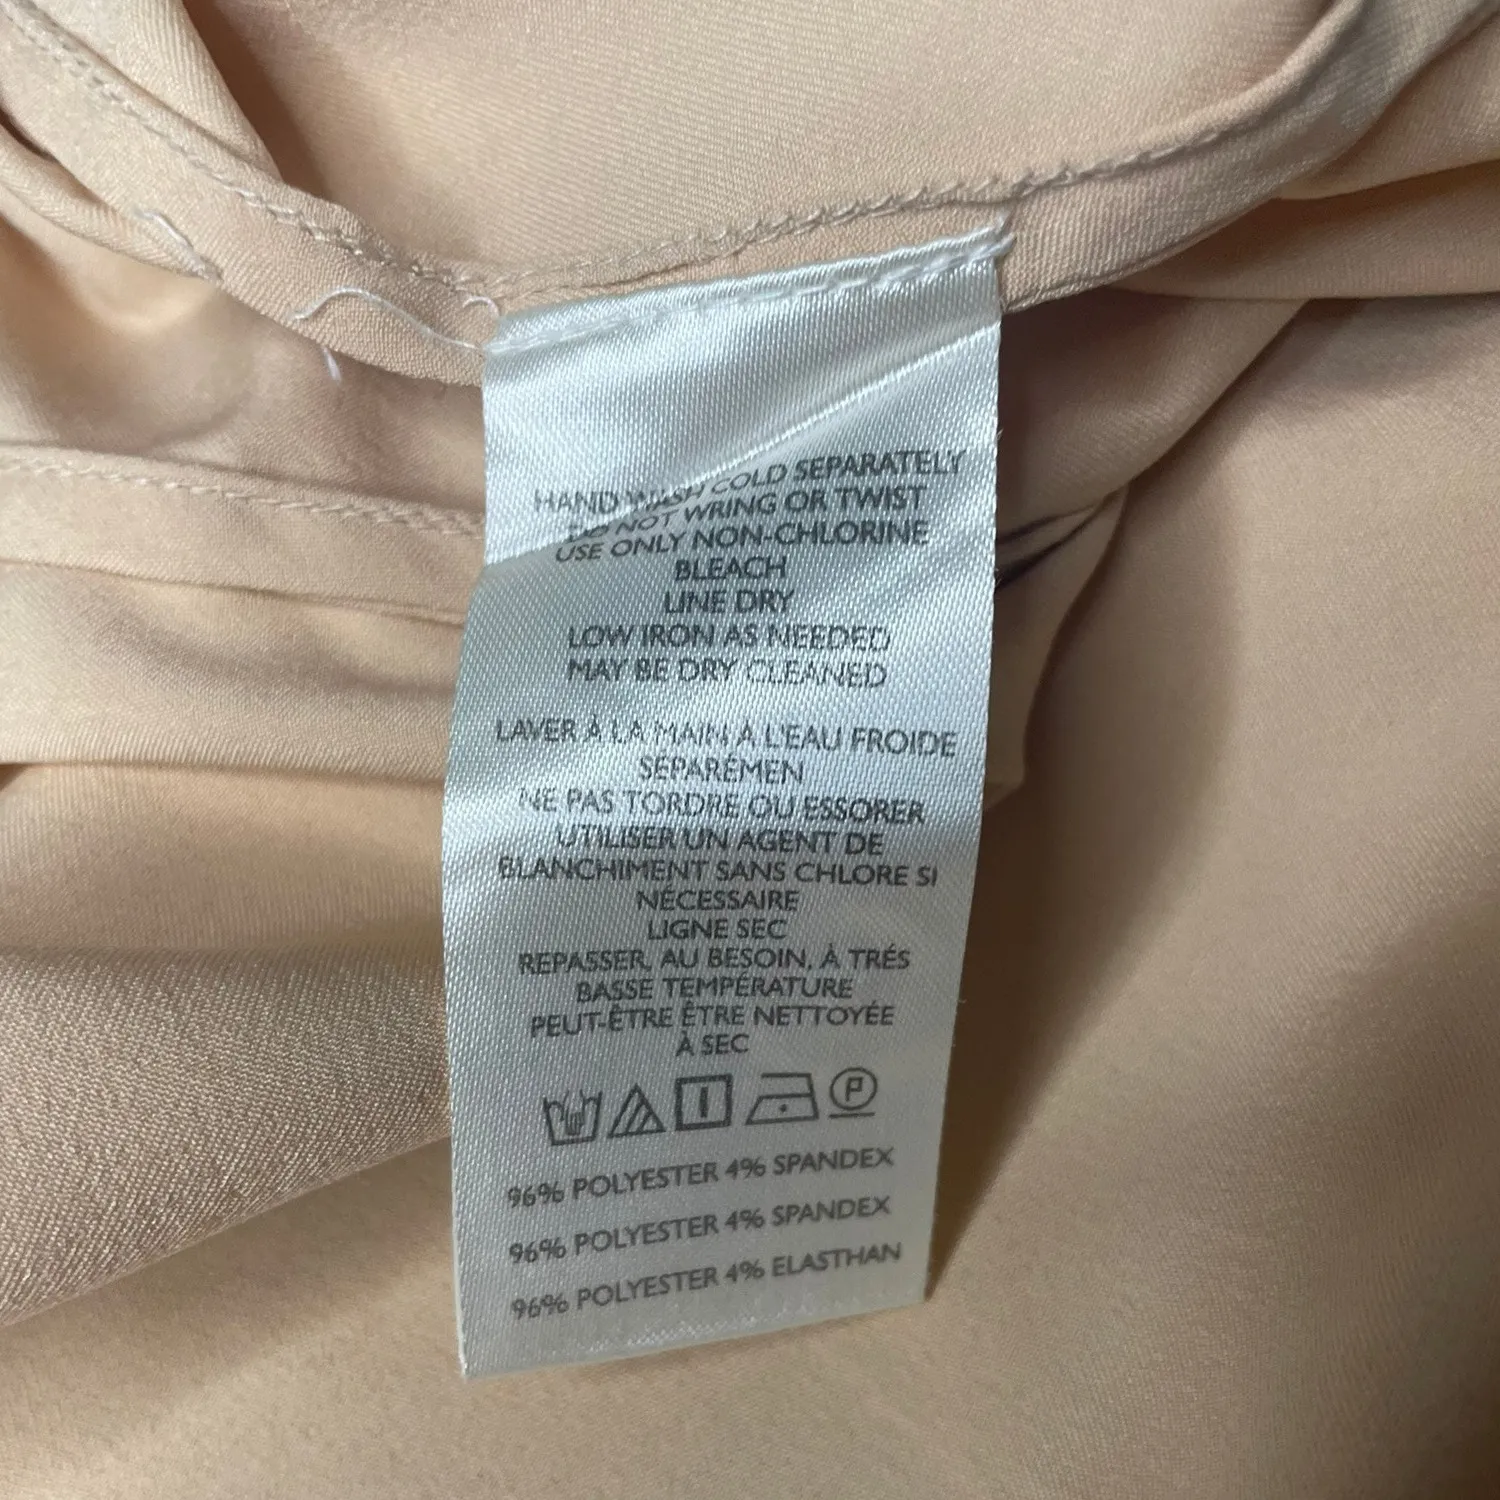 HAND WASH COLD SEPARATELY
DO NOT WRING OR TWIST
USE ONLY NON-CHLORINE
BLEACH
LINE DRY
LOW IRON AS NEEDED
MAY BE DRY CLEANED
LAVER À LA MAIN À L'EAU FROIDE
SÉPARÉMEN
NE PAS TORDRE OU ESSORER
UTILISER UN AGENT DE
BLANCHIMENT SANS CHLORE SI
NÉCESSAIRE
LIGNE SEC
REPASSER, AU BESOIN, À TRÉS
BASSE TEMPÉRATURE
PEUT-ÊTRE ÊTRE NETTOYÉE
À SEC
P
96% POLYESTER 4% SPANDEX
96% POLYESTER 4% SPANDEX
96% POLYESTER 4% ELASTHAN